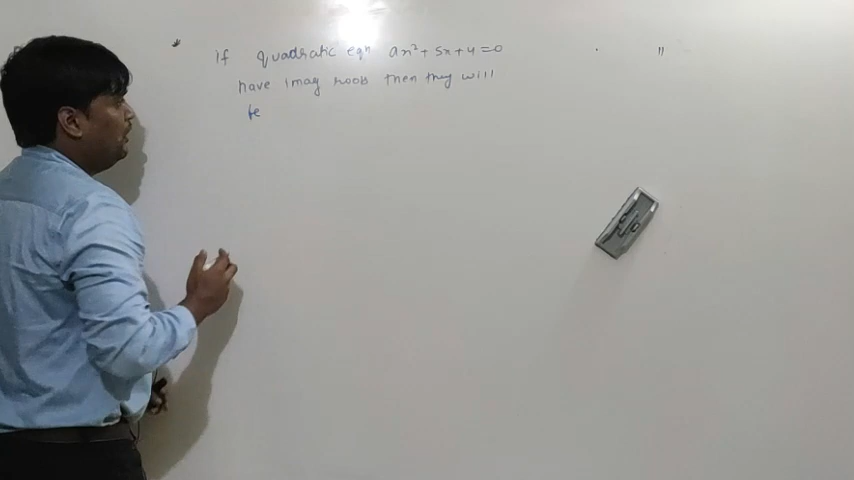 * If quadratic eqn ax²+5x+4=0
have imag roots then they will
be